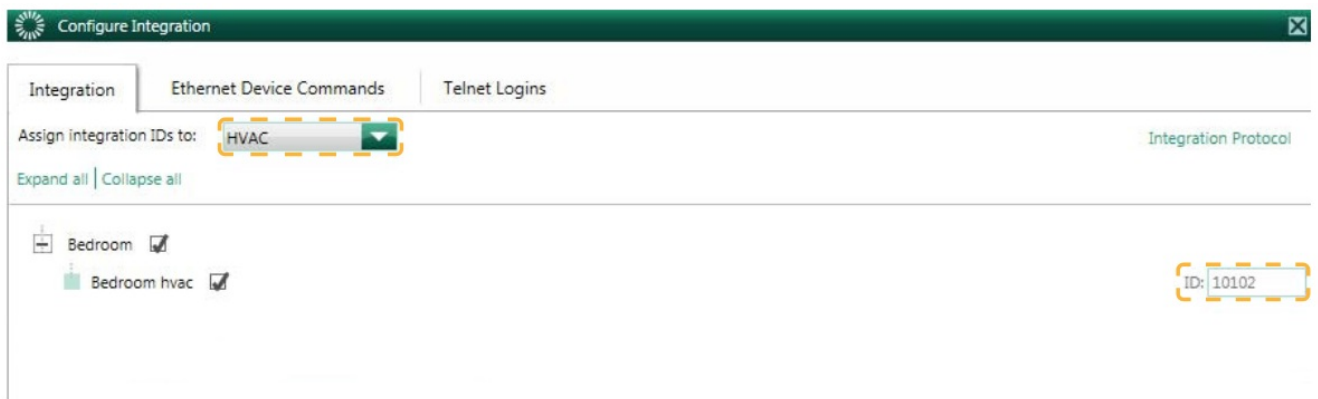 Configure Integration
Integration Ethernet Device Commands Telnet Logins
Assign integration IDs to: HVAC Integration Protocol
Expand all | Collapse all
Bedroom
Bedroom hvac ID: 10102